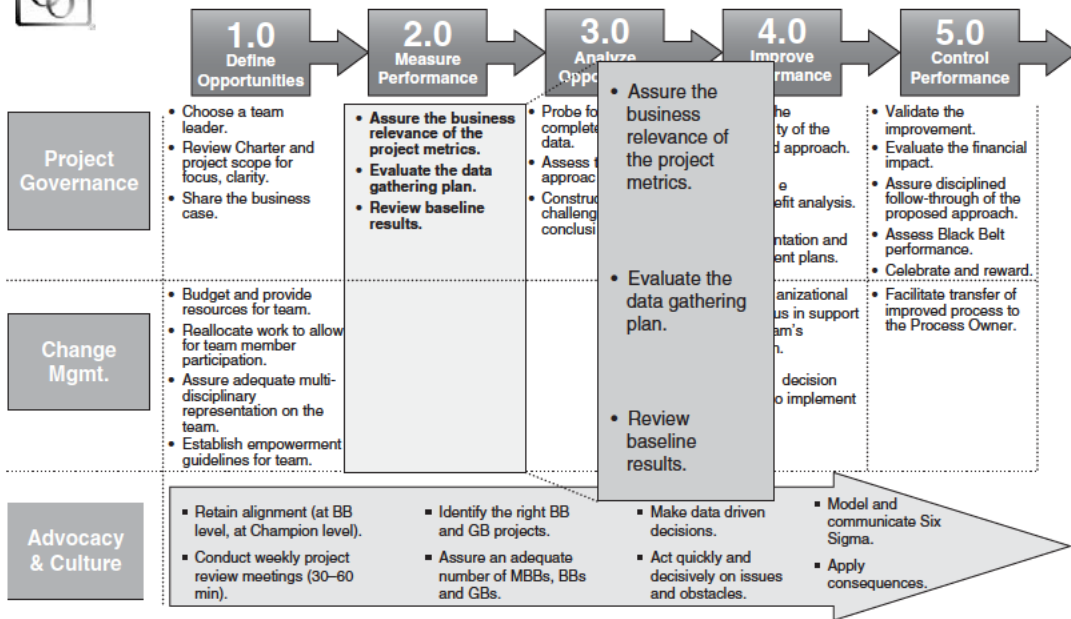 1.0
Define
Opportunities
2.0
Measure
Performance
3.0
Analyze
4.0
Improve
5.0
Control
Performance
Project
Governance
• Choose a team
leader.
• Review Charter and
project scope for
focus, clarity.
• Share the business
case.
• Assure the business
relevance of the
project metrics.
• Evaluate the data
gathering plan.
• Review baseline
results.
• Probe
complete
data.
• Assess
• Assure the
business
relevance of
the project
metrics.
• Evaluate the
data gathering
plan.
• Review
baseline
results.
of the
approach.
analysis.
and
plans.
• Validate the
improvement.
• Evaluate the financial
impact.
• Assure disciplined
follow-through of the
proposed approach.
• Assess Black Belt
performance.
• Celebrate and reward.
Change
Mgmt.
• Budget and provide
resources for team.
• Reallocate work to allow
for team member
participation.
• Assure adequate multi-
disciplinary
representation on the
team.
• Establish empowerment
guidelines for team.
in support
decision
implement
• Facilitate transfer of
improved process to
the Process Owner.
Advocacy
& Culture
▪ Retain alignment (at BB
level, at Champion level).
▪ Conduct weekly project
review meetings (30–60
min).
▪ Identify the right BB
and GB projects.
▪ Assure an adequate
number of MBBs, BBs
and GBs.
▪ Make data driven
decisions.
▪ Act quickly and
decisively on issues
and obstacles.
▪ Model and
communicate Six
Sigma.
▪ Apply
consequences.